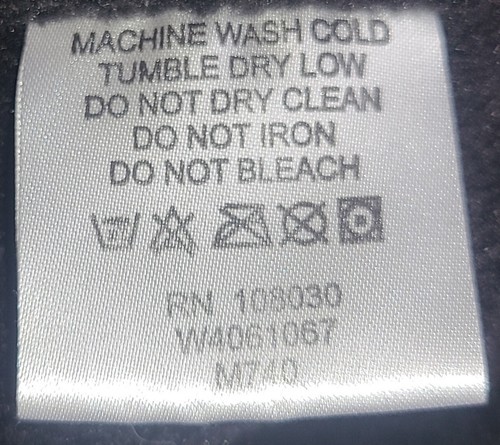 MACHINE WASH COLD
TUMBLE DRY LOW
DO NOT DRY CLEAN
DO NOT IRON
DO NOT BLEACH
RN 108030
W4061067
M740